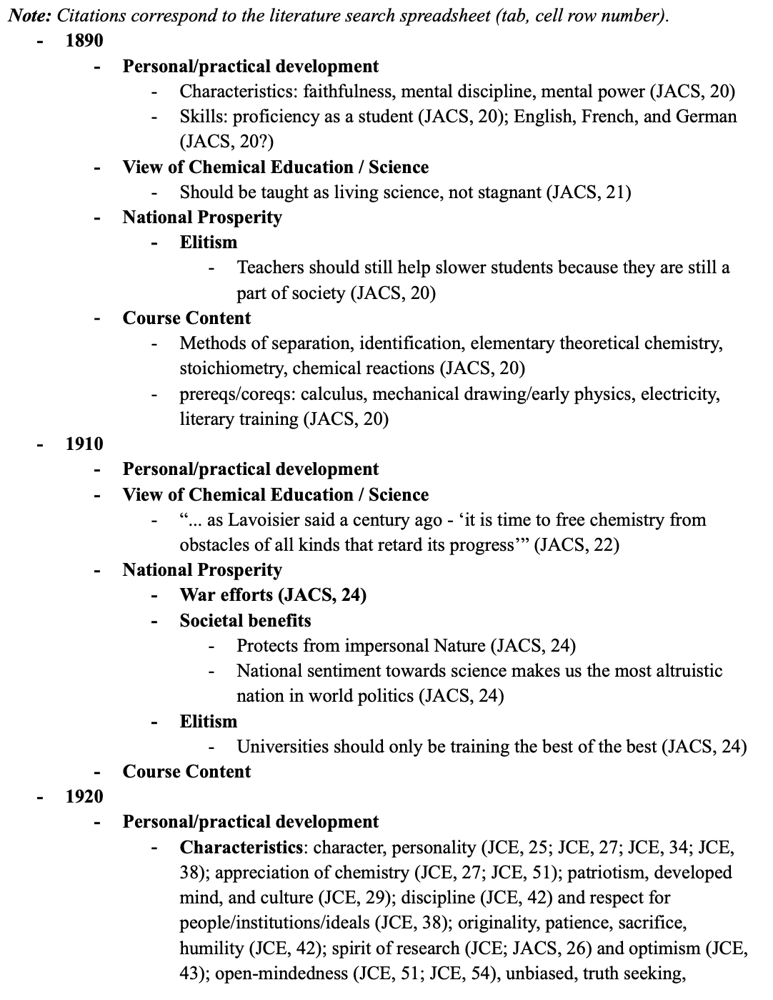 Note: Citations correspond to the literature search spreadsheet (tab, cell row number).
- 1890
- Personal/practical development
- Characteristics: faithfulness, mental discipline, mental power (JACS, 20)
- Skills: proficiency as a student (JACS, 20); English, French, and German
(JACS, 20?)
- View of Chemical Education / Science
- Should be taught as living science, not stagnant (JACS, 21)
- National Prosperity
- Elitism
- Teachers should still help slower students because they are still a
part of society (JACS, 20)
- Course Content
- Methods of separation, identification, elementary theoretical chemistry,
stoichiometry, chemical reactions (JACS, 20)
- prereqs/coreqs: calculus, mechanical drawing/early physics, electricity,
literary training (JACS, 20)
- 1910
- Personal/practical development
- View of Chemical Education / Science
- “... as Lavoisier said a century ago - ‘it is time to free chemistry from
obstacles of all kinds that retard its progress’” (JACS, 22)
- National Prosperity
- War efforts (JACS, 24)
- Societal benefits
- Protects from impersonal Nature (JACS, 24)
- National sentiment towards science makes us the most altruistic
nation in world politics (JACS, 24)
- Elitism
- Universities should only be training the best of the best (JACS, 24)
- Course Content
- 1920
- Personal/practical development
- Characteristics: character, personality (JCE, 25; JCE, 27; JCE, 34; JCE,
38); appreciation of chemistry (JCE, 27; JCE, 51); patriotism, developed
mind, and culture (JCE, 29); discipline (JCE, 42) and respect for
people/institutions/ideals (JCE, 38); originality, patience, sacrifice,
humility (JCE, 42); spirit of research (JCE; JACS, 26) and optimism (JCE,
43); open-mindedness (JCE, 51; JCE, 54), unbiased, truth seeking,